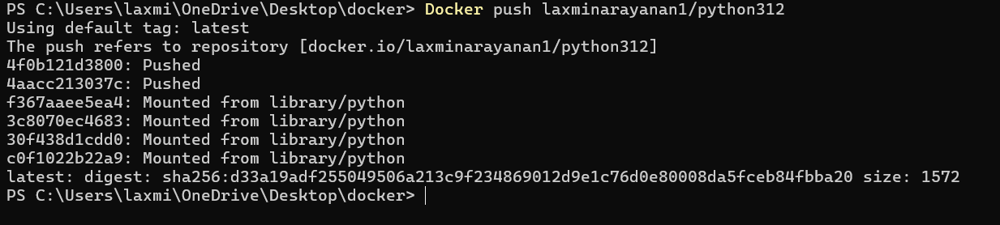 PS C:\Users\laxmi\OneDrive\Desktop\docker> Docker push laxminarayanan1/python312
Using default tag: latest
The push refers to repository [docker.io/laxminarayanan1/python312]
4f0b121d3800: Pushed
4aacc213037c: Pushed
f367aaee5ea4: Mounted from library/python
3c8070ec4683: Mounted from library/python
30f438d1cdd0: Mounted from library/python
c0f1022b22a9: Mounted from library/python
latest: digest: sha256:d33a19adf255049506a213c9f234869012d9e1c76d0e80008da5fceb84fbba20 size: 1572
PS C:\Users\laxmi\OneDrive\Desktop\docker>